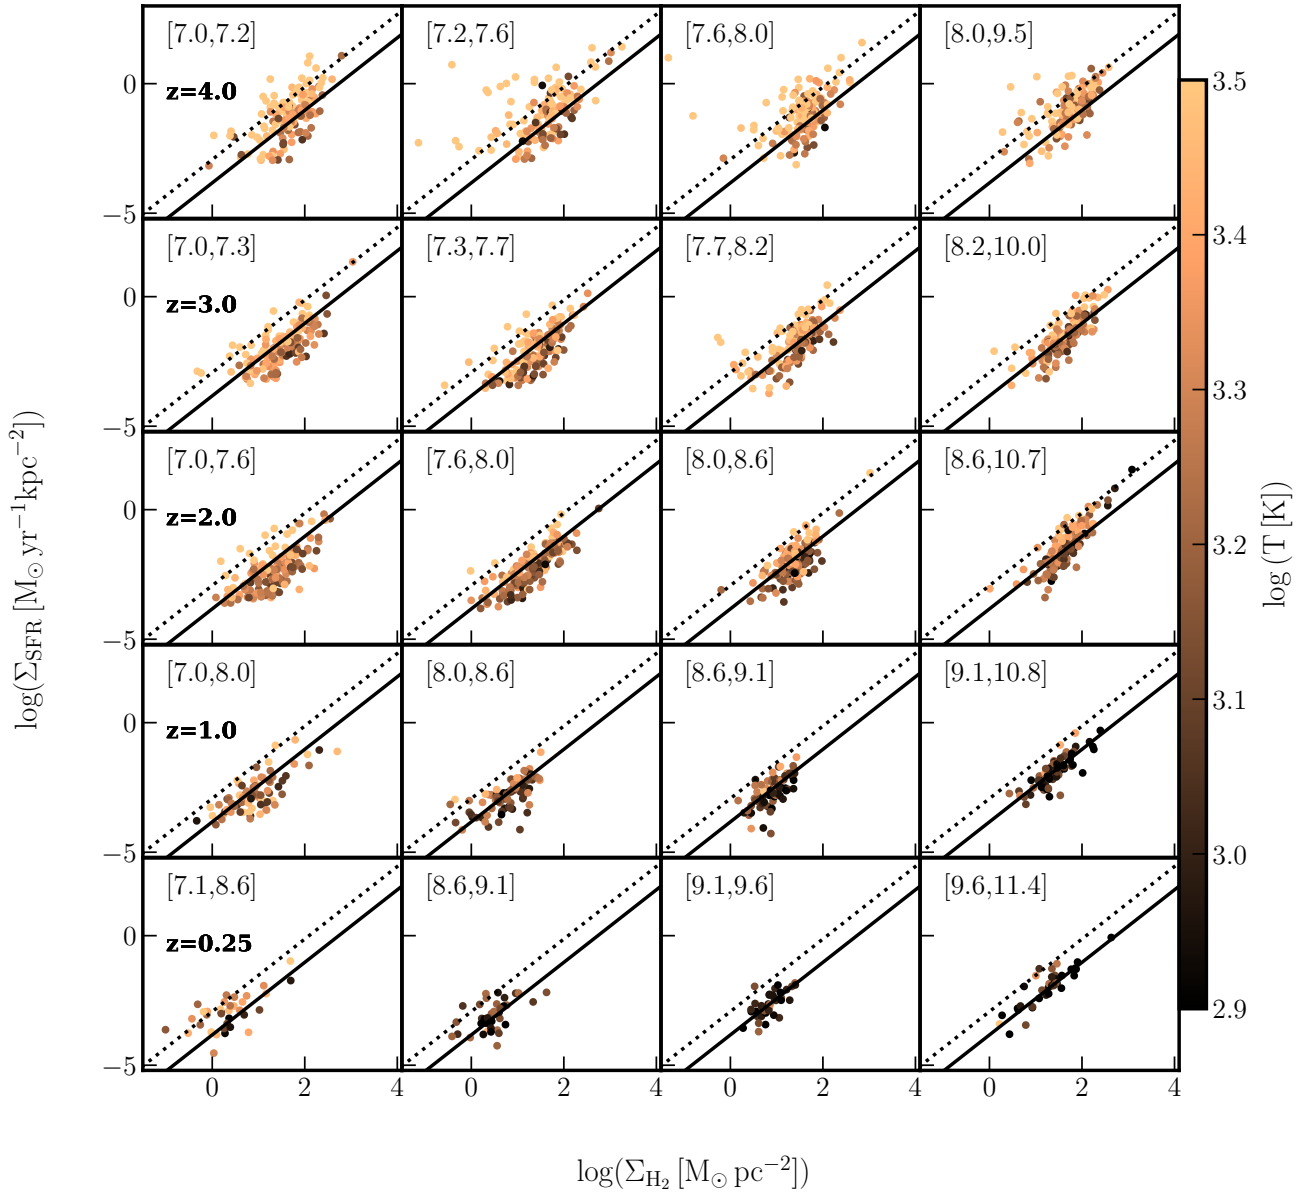 [7.0,7.2] [7.2,7.6] [7.6,8.0] [8.0,9.5]
0 z=4.0 3.5
−5
[7.0,7.3] [7.3,7.7] [7.7,8.2] [8.2,10.0]
3.4
0 z=3.0
3.3
−5
[7.0,7.6] [7.6,8.0] [8.0,8.6] [8.6,10.7]
0 z=2.0
3.2
−5
[7.0,8.0] [8.0,8.6] [8.6,9.1] [9.1,10.8]
3.1
0 z=1.0
3.0
−5
[7.1,8.6] [8.6,9.1] [9.1,9.6] [9.6,11.4]
0 z=0.25
2.9
−5
0 2 4 0 2 4 0 2 4 0 2 4
log(Σ_SFR [M_⊙ yr⁻¹kpc⁻²])
log(Σ_H₂ [M_⊙ pc⁻²])
log (T [K])